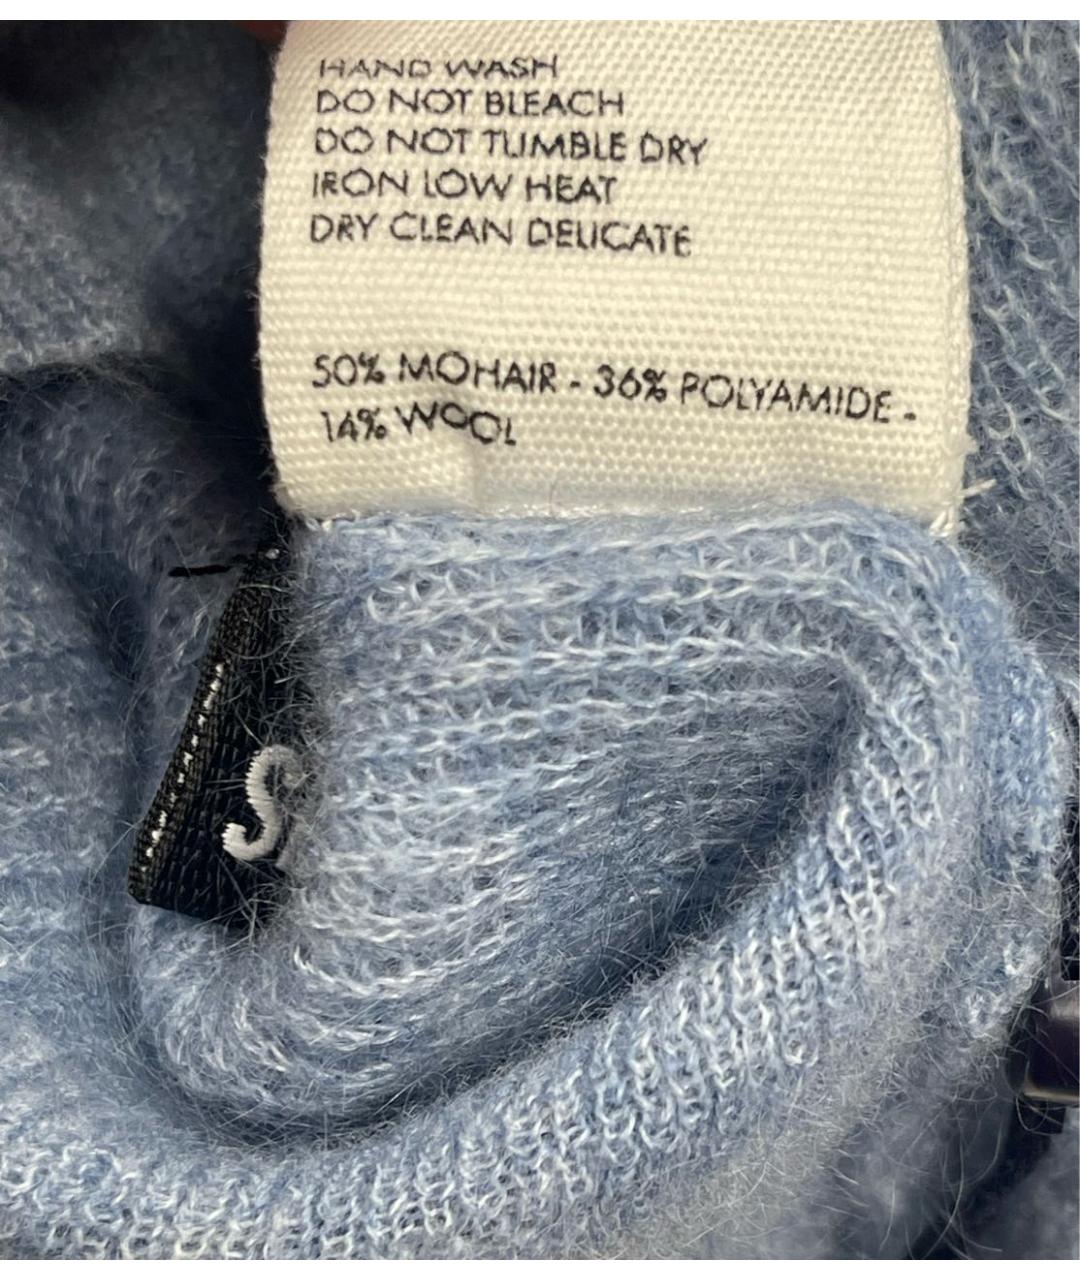 HAND WASH
DO NOT BLEACH
DO NOT TUMBLE DRY
IRON LOW HEAT
DRY CLEAN DELICATE
50% MOHAIR - 36% POLYAMIDE -
14% WOOL
S